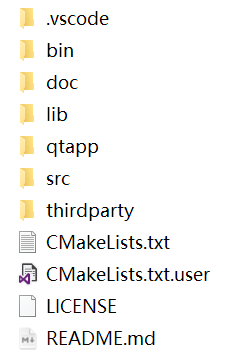 .vscode
bin
doc
lib
qtapp
src
thirdparty
CMakeLists.txt
CMakeLists.txt.user
LICENSE
README.md